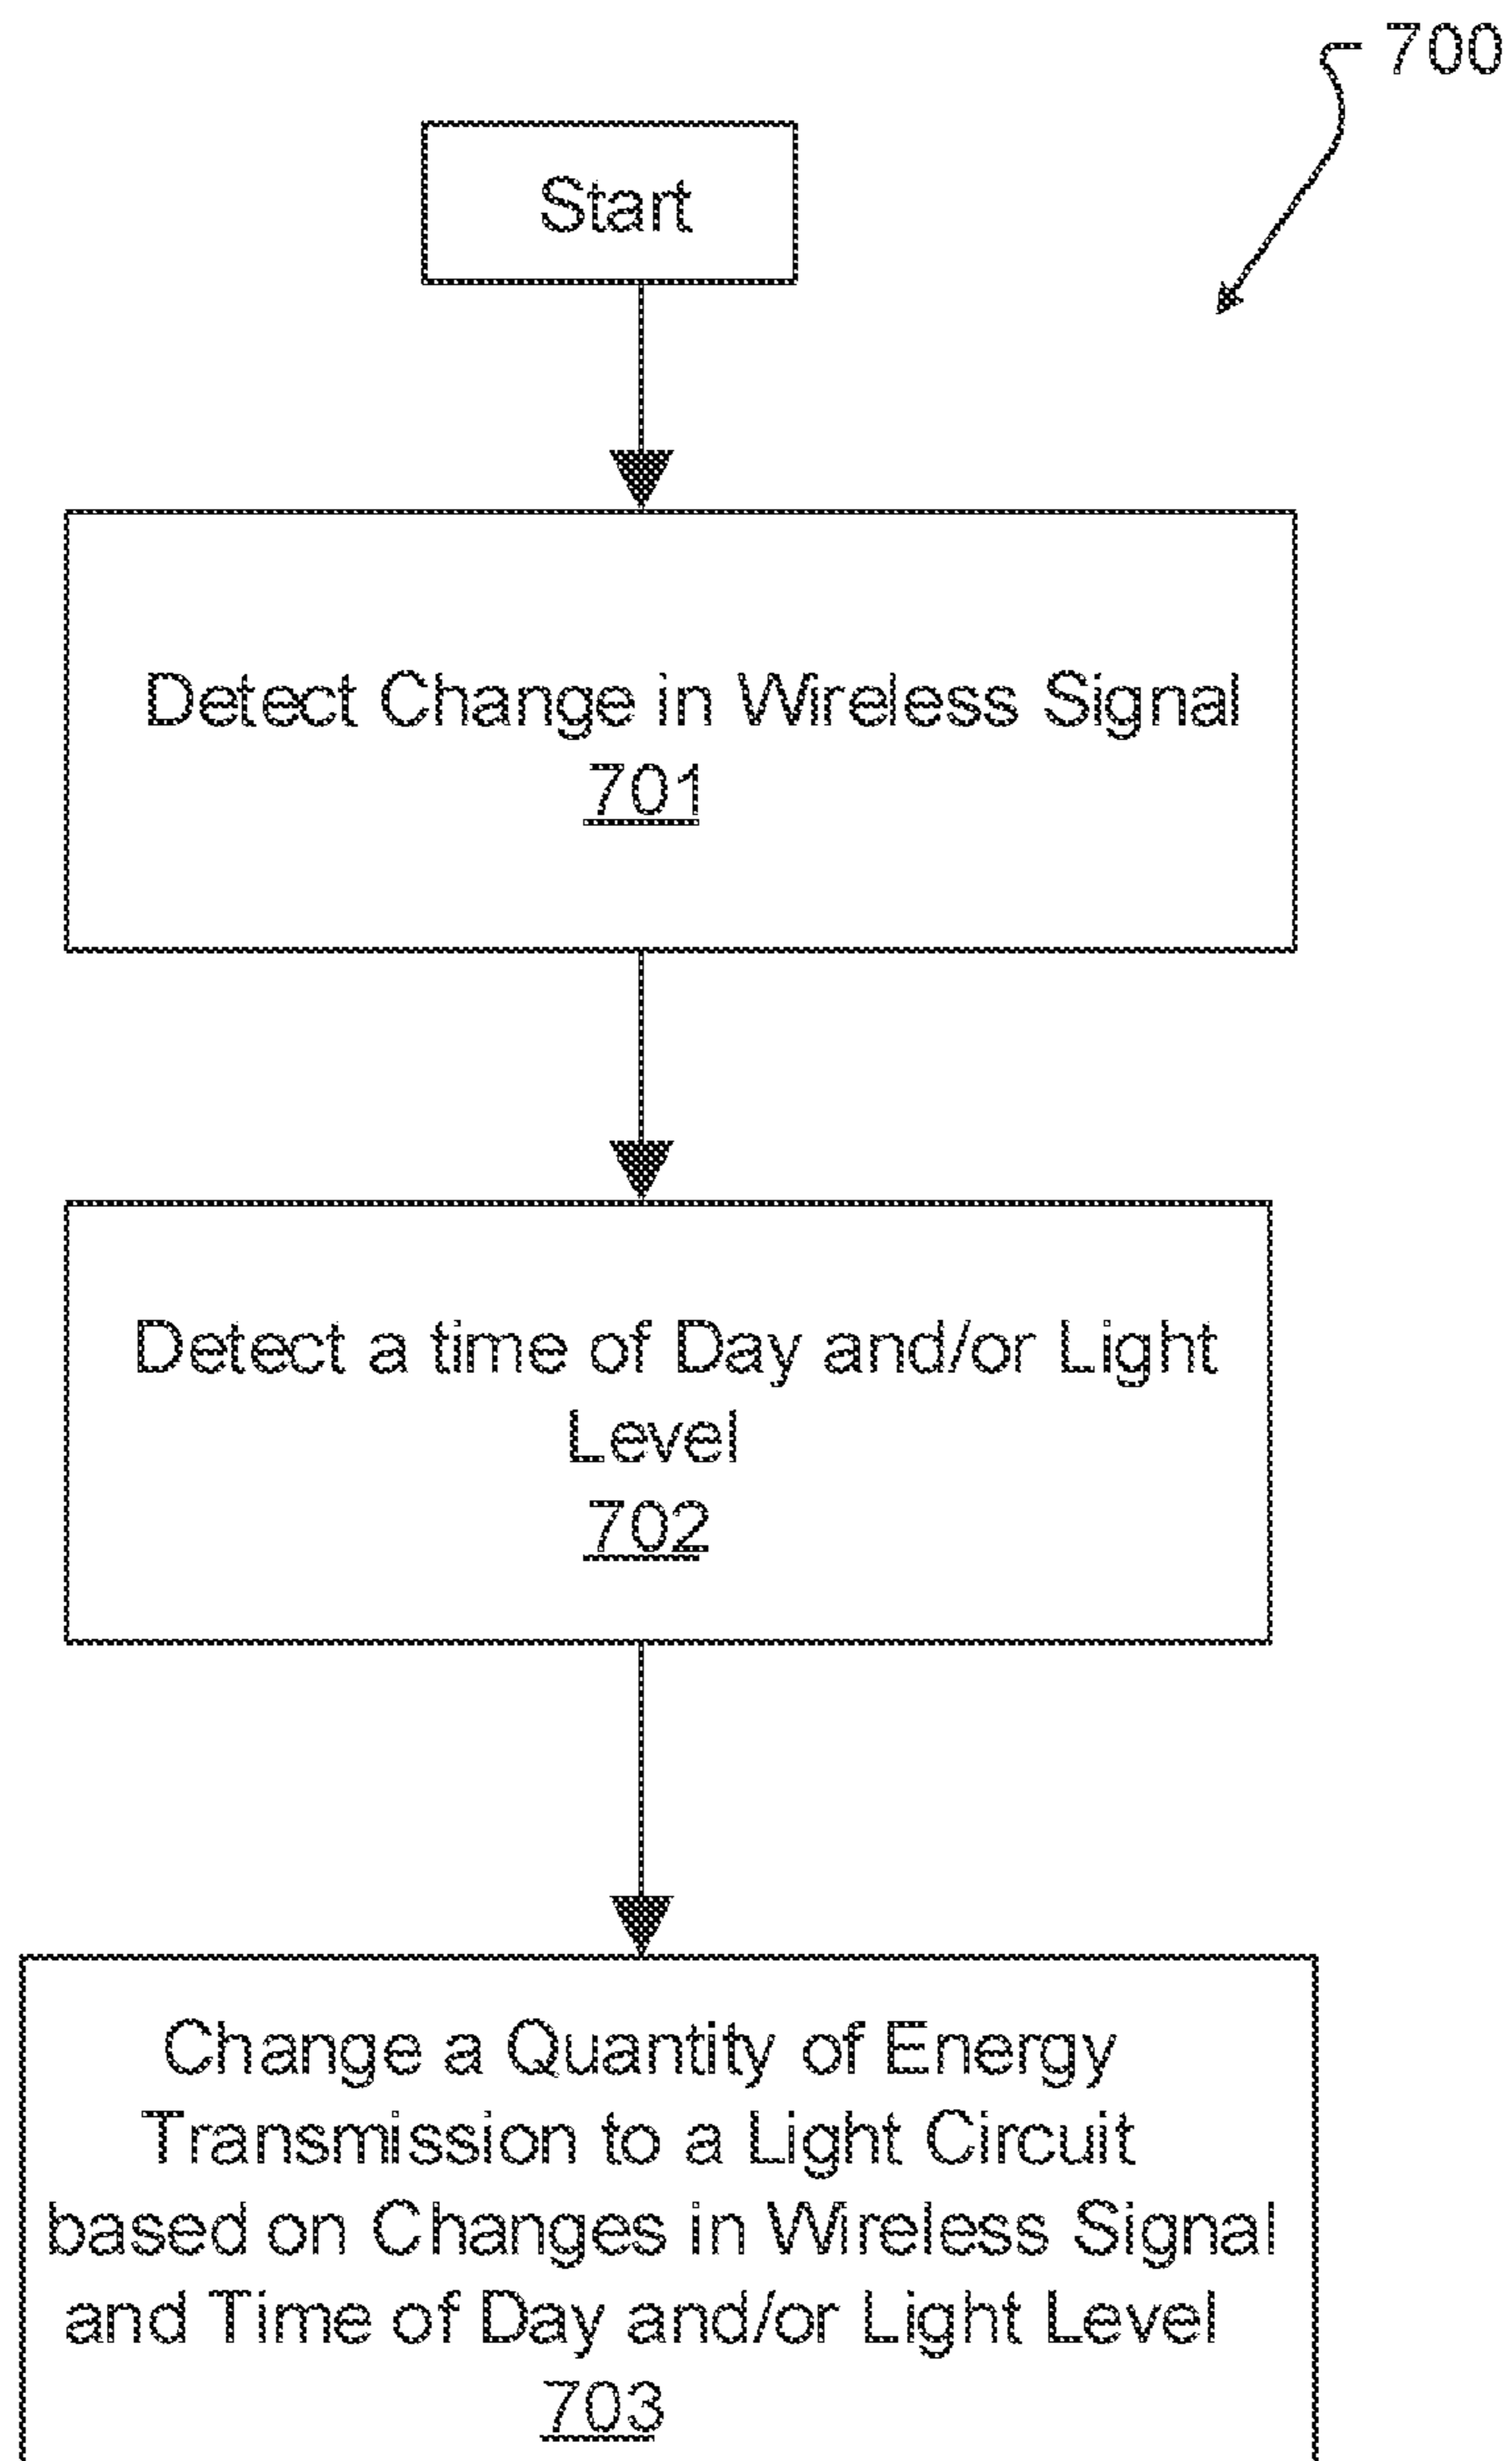 700
Start
Detect Change in Wireless Signal
701
Detect a time of Day and/or Light
Level
702
Change a Quantity of Energy
Transmission to a Light Circuit
based on Changes in Wireless Signal
and Time of Day and/or Light Level
703